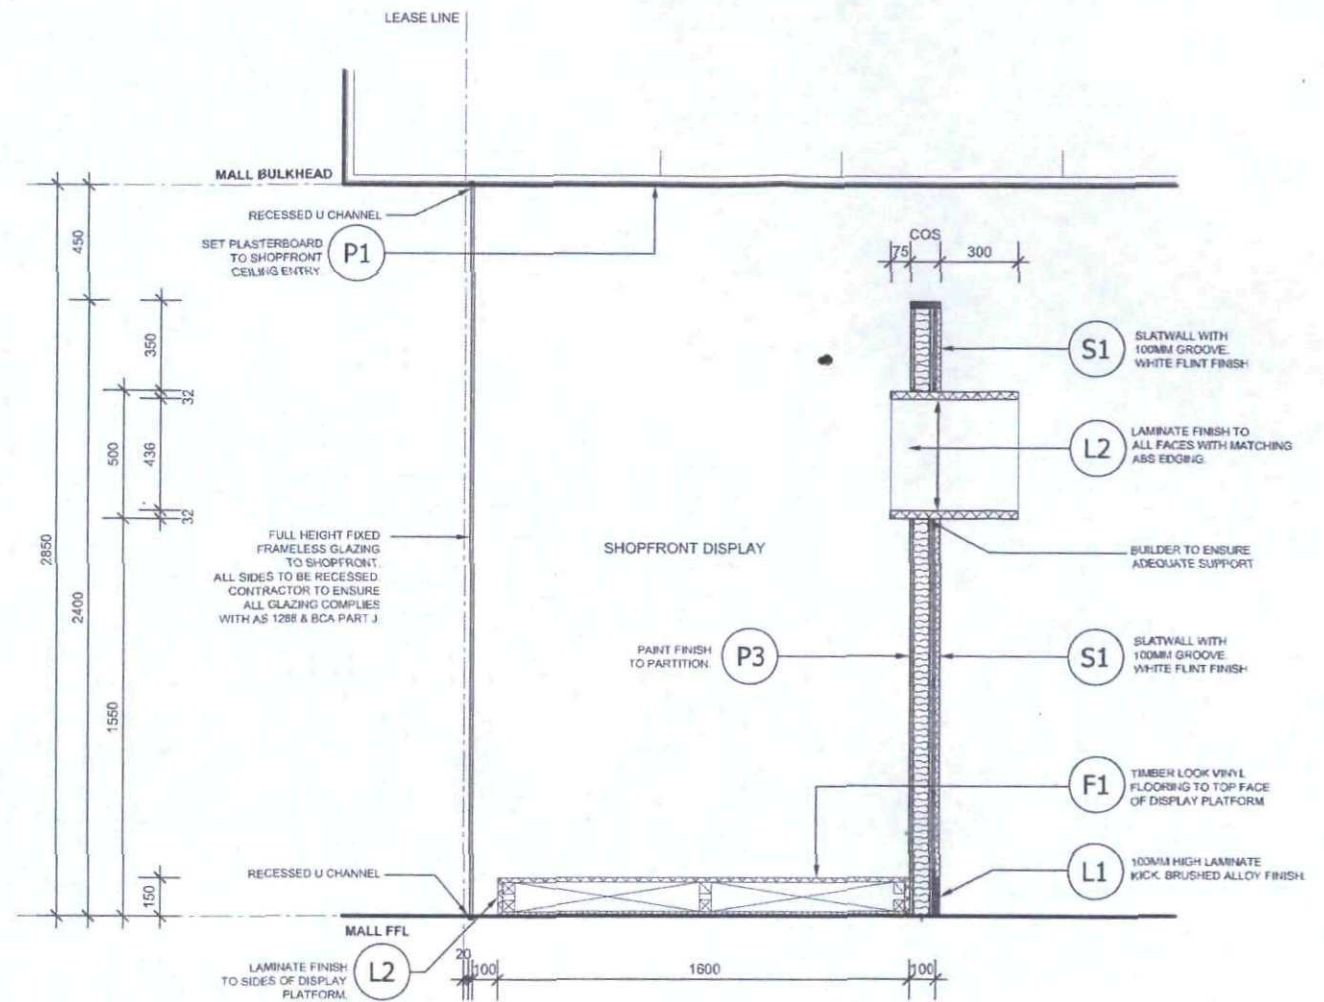 LEASE LINE
MALL BULKHEAD
RECESSED U CHANNEL
SET PLASTERBOARD
TO SHOPFRONT
CEILING ENTRY.
P1
COS
75
300
S1
SLATWALL WITH
100MM GROOVE.
WHITE FLINT FINISH
L2
LAMINATE FINISH TO
ALL FACES WITH MATCHING
ABS EDGING.
BUILDER TO ENSURE
ADEQUATE SUPPORT
450
350
32
436
500
32
2850
2400
1550
150
FULL HEIGHT FIXED
FRAMELESS GLAZING
TO SHOPFRONT.
ALL SIDES TO BE RECESSED.
CONTRACTOR TO ENSURE
ALL GLAZING COMPLIES
WITH AS 1288 & BCA PART J
SHOPFRONT DISPLAY
PAINT FINISH
TO PARTITION.
P3
S1
SLATWALL WITH
100MM GROOVE.
WHITE FLINT FINISH
F1
TIMBER LOOK VINYL
FLOORING TO TOP FACE
OF DISPLAY PLATFORM
L1
100MM HIGH LAMINATE
KICK. BRUSHED ALLOY FINISH.
RECESSED U CHANNEL
MALL FFL
LAMINATE FINISH
TO SIDES OF DISPLAY
PLATFORM.
L2
20
100
1600
100